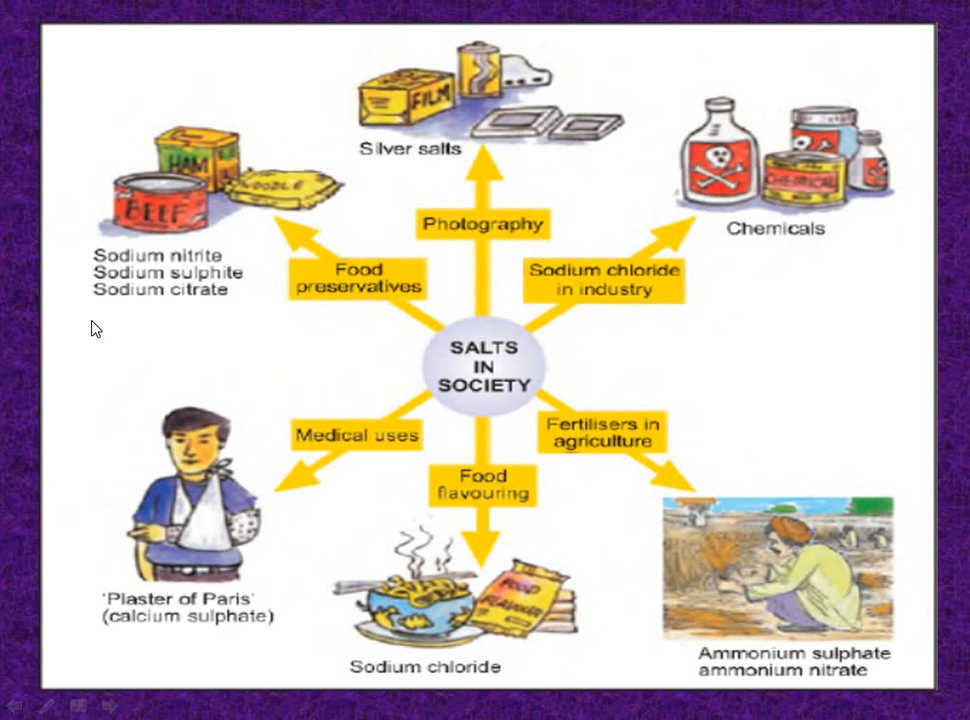 FILM
Silver salts
HAM
NOODLE
BEEF
CHEMICAL
Photography
Chemicals
Sodium nitrite
Sodium sulphite
Sodium citrate
Food
preservatives
Sodium chloride
in industry
SALTS
IN
SOCIETY
Medical uses
Fertilisers in
agriculture
Food
flavouring
FOOD
'Plaster of Paris'
(calcium sulphate)
Sodium chloride
Ammonium sulphate
ammonium nitrate